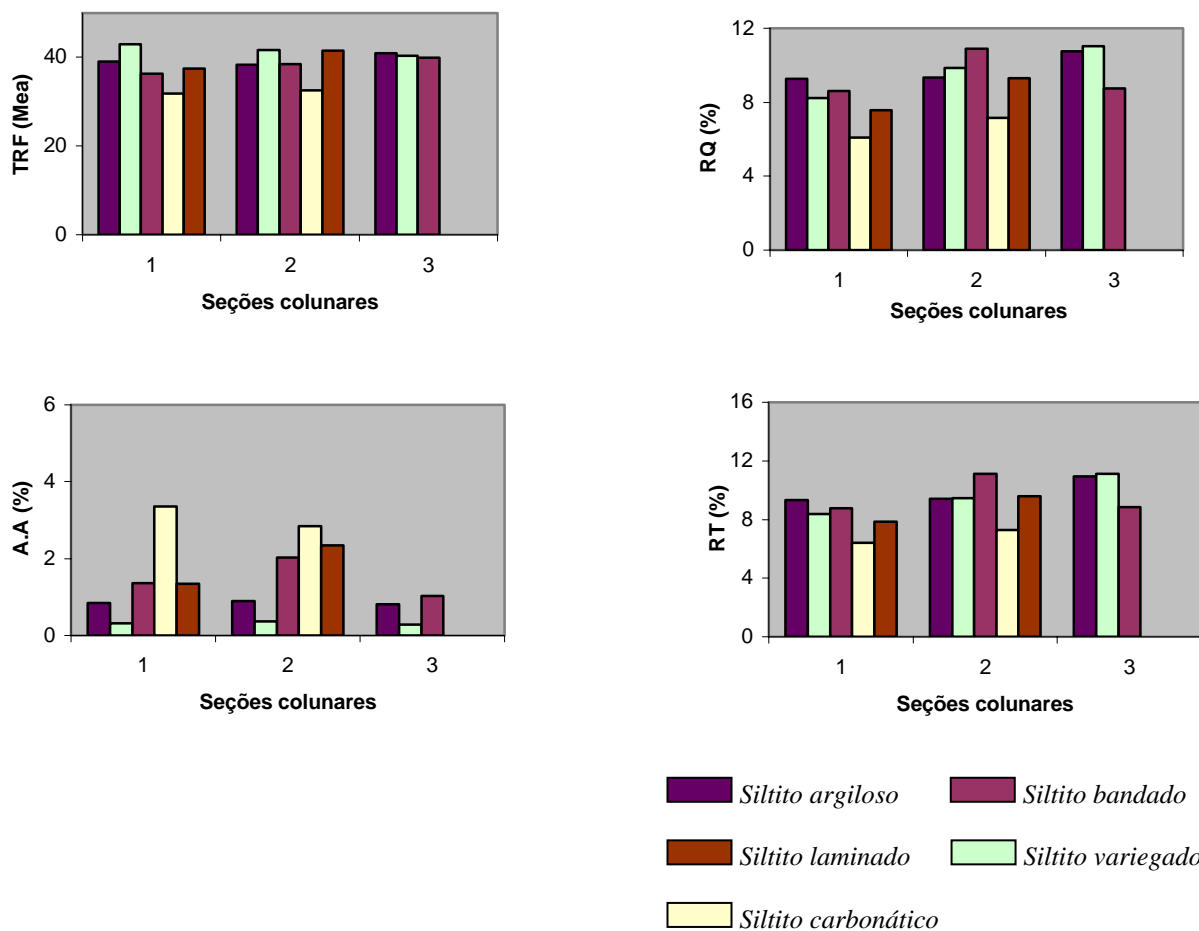 TRF (Mea)
40
20
0
1 2 3
Seções colunares
RQ (%)
12
8
4
0
1 2 3
Seções colunares
A.A (%)
6
4
2
0
1 2 3
Seções colunares
RT (%)
16
12
8
4
0
1 2 3
Seções colunares
Siltito argiloso
Siltito bandado
Siltito laminado
Siltito variegado
Siltito carbonático